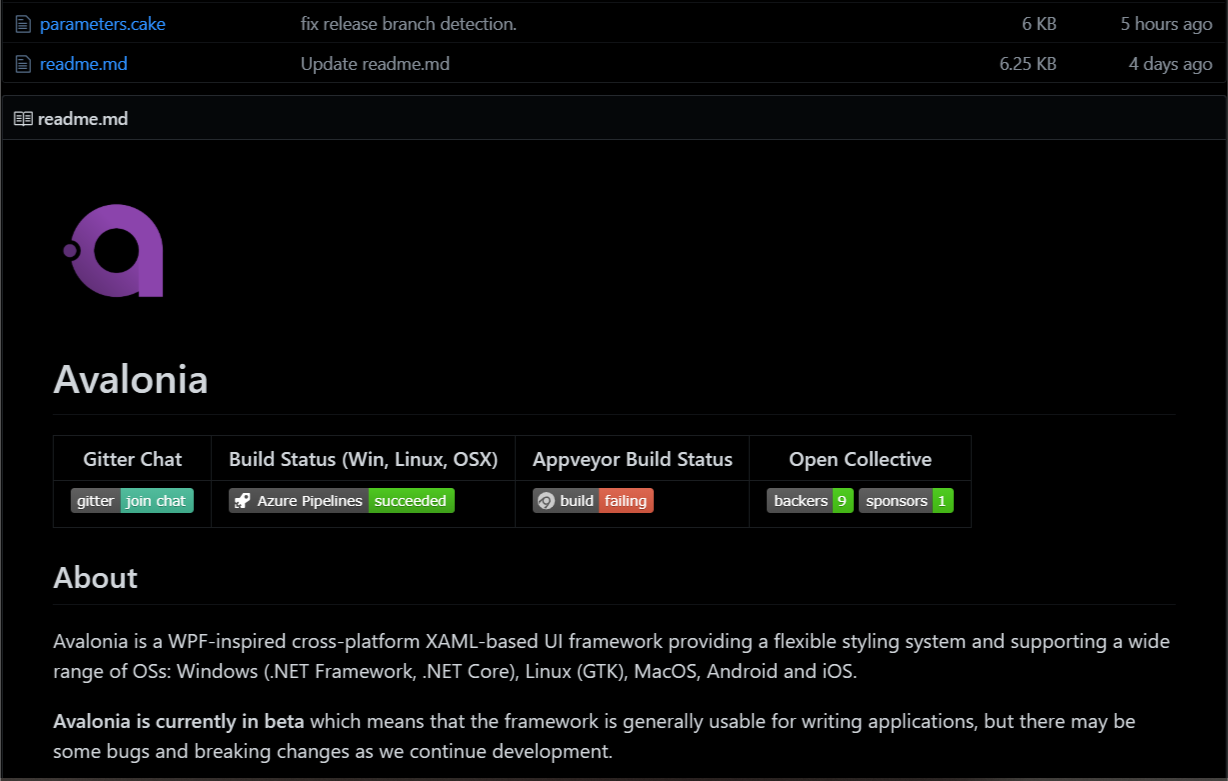 parameters.cake fix release branch detection. 6 KB 5 hours ago
readme.md Update readme.md 6.25 KB 4 days ago
readme.md
Avalonia
Gitter Chat Build Status (Win, Linux, OSX) Appveyor Build Status Open Collective
gitter join chat Azure Pipelines succeeded build failing backers 9 sponsors 1
About
Avalonia is a WPF-inspired cross-platform XAML-based UI framework providing a flexible styling system and supporting a wide
range of OSs: Windows (.NET Framework, .NET Core), Linux (GTK), MacOS, Android and iOS.
Avalonia is currently in beta which means that the framework is generally usable for writing applications, but there may be
some bugs and breaking changes as we continue development.